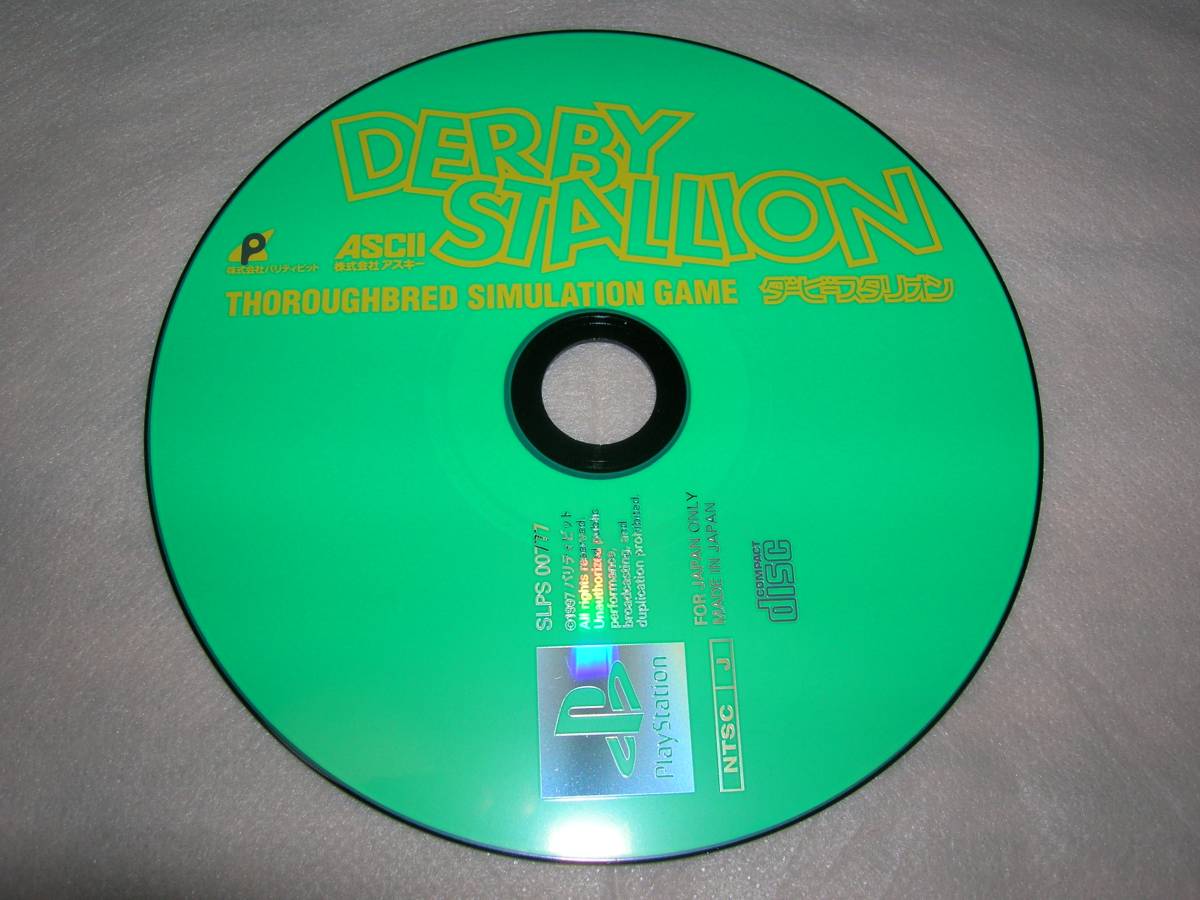 DERBY
STALLION
P
株式会社パリティビット
ASCII
株式会社アスキー
THOROUGHBRED SIMULATION GAME
ダービースタリオン
SLPS 00777
©1997 パリティビット
All rights reserved.
Unauthorized public
performance,
broadcasting, and
duplication prohibited.
FOR JAPAN ONLY
MADE IN JAPAN
COMPACT
disc
PlayStation
NTSC J